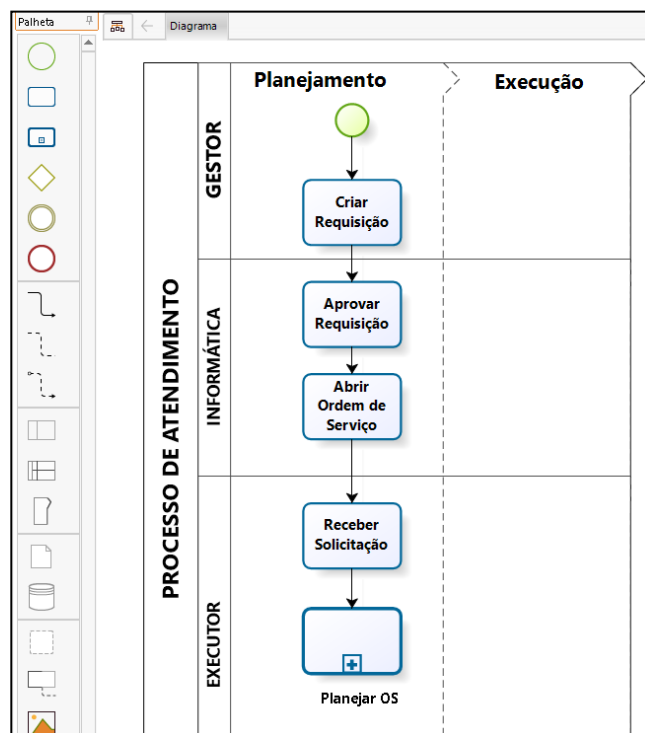 Palheta
Diagrama
Planejamento
Execução
PROCESSO DE ATENDIMENTO
GESTOR
Criar
Requisição
INFORMÁTICA
Aprovar
Requisição
Abrir
Ordem de
Serviço
EXECUTOR
Receber
Solicitação
Planejar OS